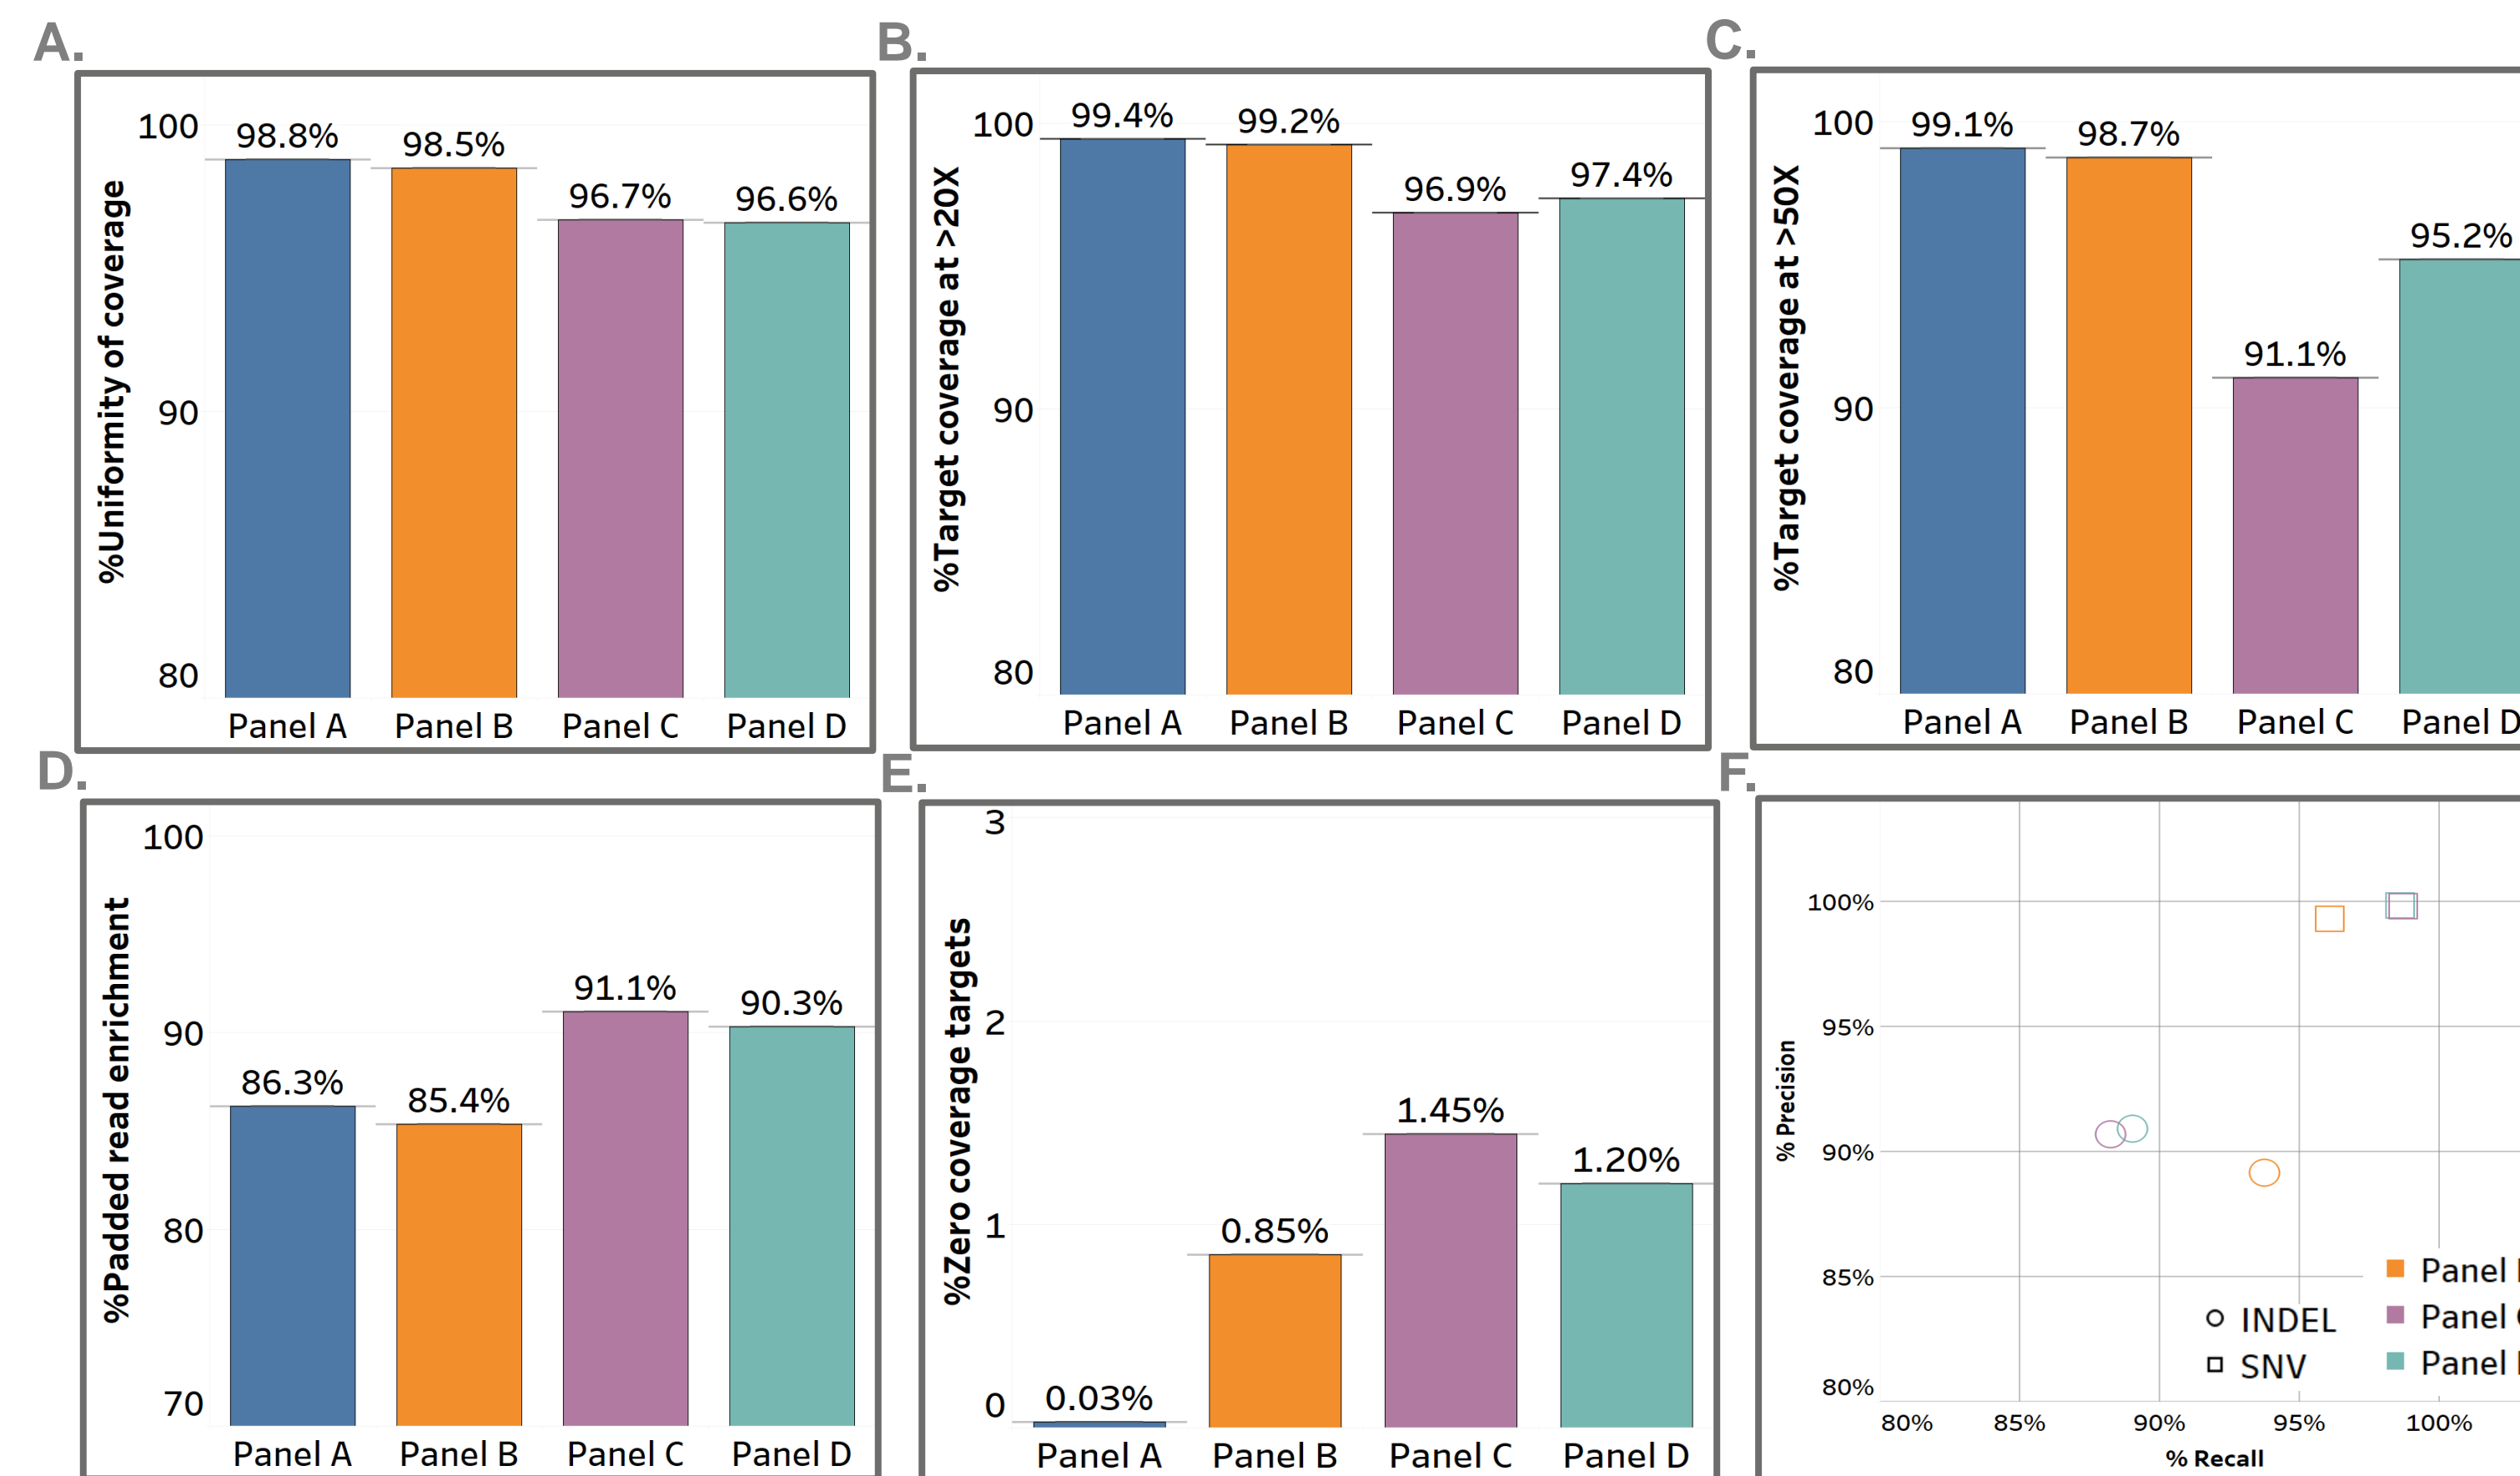 A.
%Uniformity of coverage
100
90
80
98.8%
98.5%
96.7%
96.6%
Panel A
Panel B
Panel C
Panel D
B.
%Target coverage at >20X
100
90
80
99.4%
99.2%
96.9%
97.4%
Panel A
Panel B
Panel C
Panel D
C.
%Target coverage at >50X
100
90
80
99.1%
98.7%
91.1%
95.2%
Panel A
Panel B
Panel C
Panel D
D.
%Padded read enrichment
100
90
80
70
86.3%
85.4%
91.1%
90.3%
Panel A
Panel B
Panel C
Panel D
E.
%Zero coverage targets
3
2
1
0
0.03%
0.85%
1.45%
1.20%
Panel A
Panel B
Panel C
Panel D
F.
% Precision
100%
95%
90%
85%
80%
INDEL
SNV
Panel
Panel
Panel
80%
85%
90%
95%
100%
% Recall